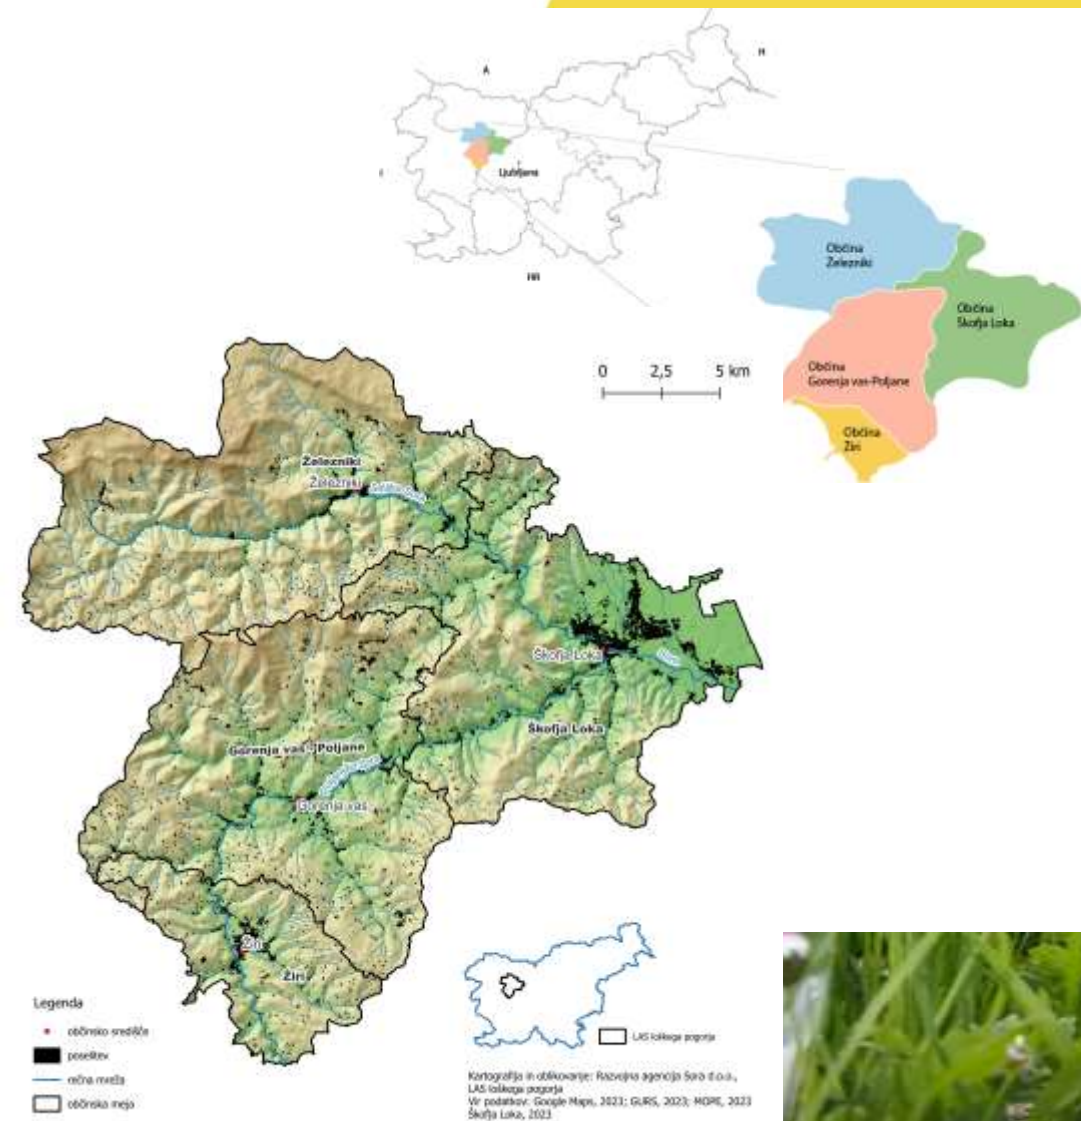 A
H
I
Ljubljana
HR
Občina
Železniki
Občina
Škofja Loka
Občina
Gorenja vas-Poljane
Občina
Žiri
0 2,5 5 km
Železniki
Železniki
Škofja Loka
Škofja Loka
Gorenja vas - Poljane
Gorenja vas
Žiri
Žiri
Legenda
občinsko središče
poselitev
rečna mreža
občinska meja
LAS loškega pogorja
Kartografija in oblikovanje: Razvojna agencija Sora d.o.o.,
LAS loškega pogorja
Vir podatkov: Google Maps, 2023; GURS, 2023; MOPE, 2023
Škofja Loka, 2023